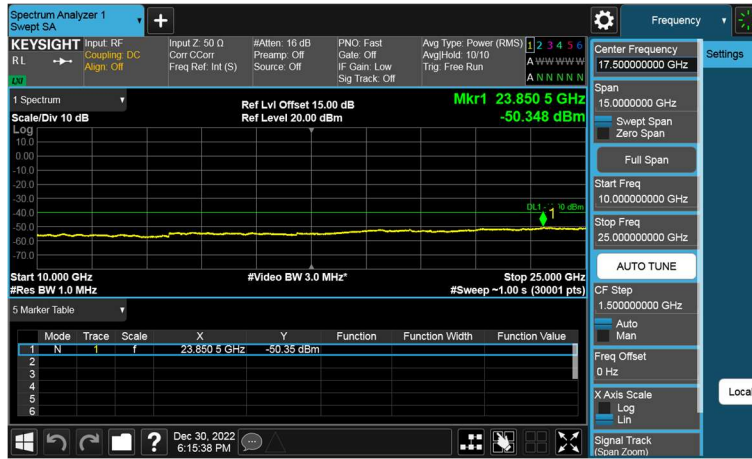 Spectrum Analyzer 1
Swept SA
Frequency
KEYSIGHT
RL
LXI
Input: RF
Coupling: DC
Align: Off
Input Z: 50 Ω
Corr CCorr
Freq Ref: Int (S)
#Atten: 16 dB
Preamp: Off
Source: Off
PNO: Fast
Gate: Off
IF Gain: Low
Sig Track: Off
Avg Type: Power (RMS)
Avg|Hold: 10/10
Trig: Free Run
1 2 3 4 5 6
A W W W W W
A N N N N N
1 Spectrum
Scale/Div 10 dB
Ref Lvl Offset 15.00 dB
Ref Level 20.00 dBm
Mkr1 23.850 5 GHz
-50.348 dBm
Log
10.0
0.00
-10.0
-20.0
-30.0
-40.0
-50.0
-60.0
-70.0
1
Start 10.000 GHz
#Res BW 1.0 MHz
#Video BW 3.0 MHz*
Stop 25.000 GHz
#Sweep ~1.00 s (30001 pts)
5 Marker Table
Mode Trace Scale X Y Function Function Width Function Value
1 N 1 f 23.850 5 GHz -50.35 dBm
2
3
4
5
6
Dec 30, 2022
6:15:38 PM
Center Frequency
17.500000000 GHz
Settings
Span
15.0000000 GHz
Swept Span
Zero Span
Full Span
Start Freq
10.000000000 GHz
Stop Freq
25.000000000 GHz
AUTO TUNE
CF Step
1.500000000 GHz
Auto
Man
Freq Offset
0 Hz
X Axis Scale
Log
Lin
Local
Signal Track
(Span Zoom)